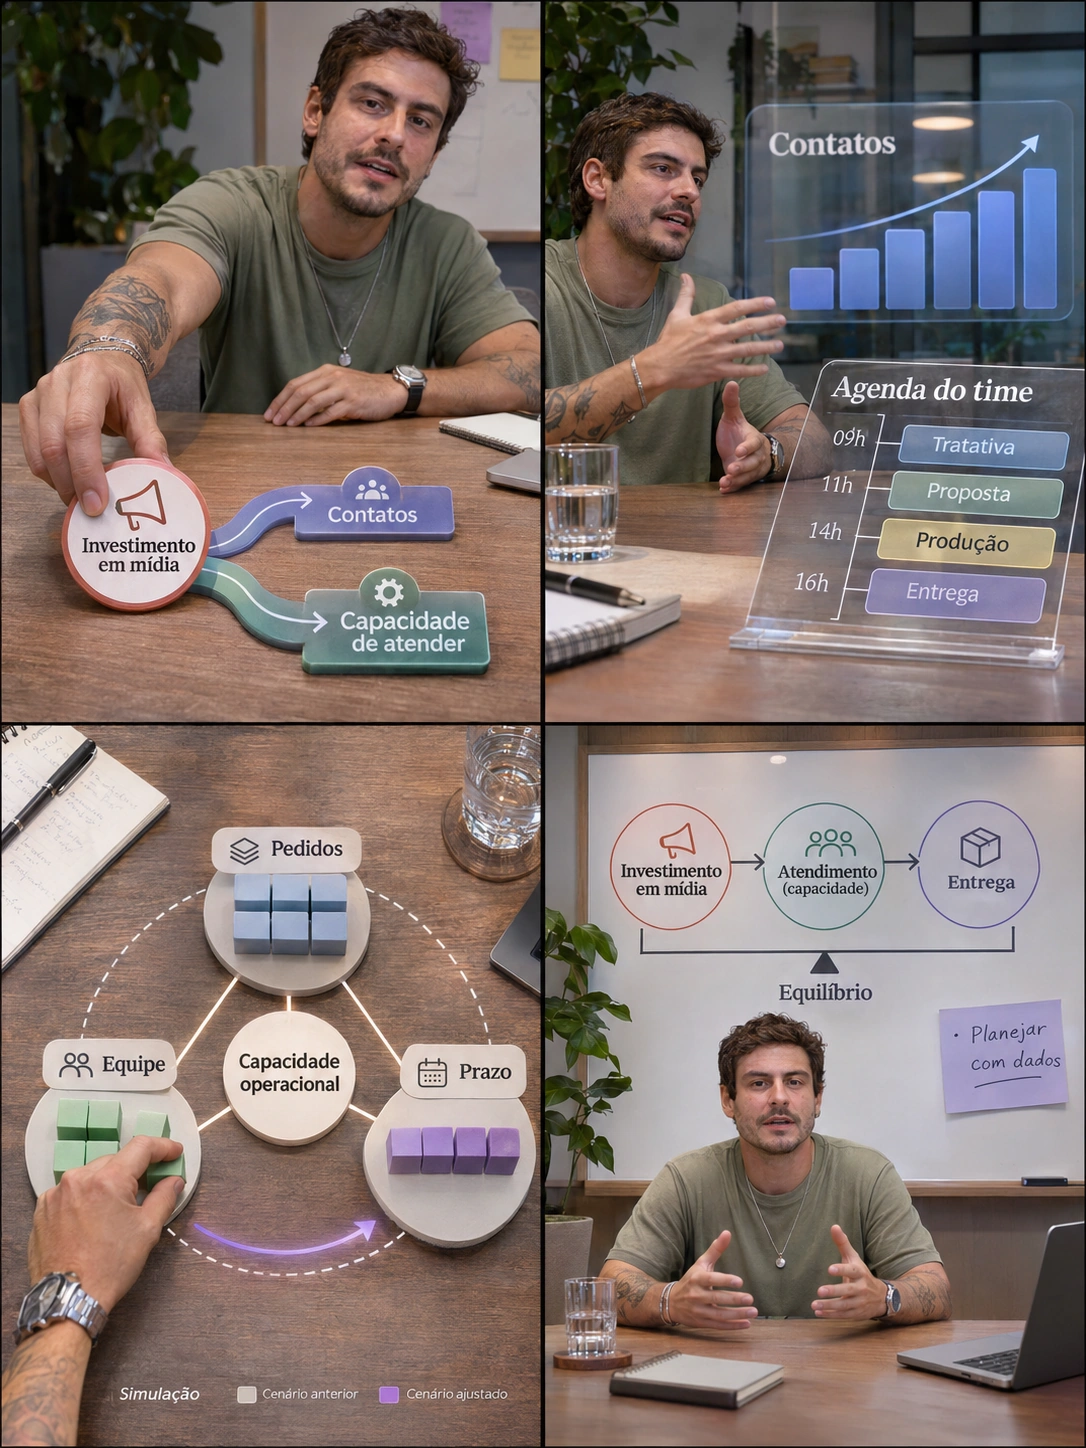 Investimento
em mídia
Contatos
Capacidade
de atender
Contatos
Agenda do time
09h
Tratativa
11h
Proposta
14h
Produção
16h
Entrega
Pedidos
Equipe
Capacidade
operacional
Prazo
Simulação
Cenário anterior
Cenário ajustado
Investimento
em mídia
Atendimento
(capacidade)
Entrega
Equilíbrio
• Planejar
com dados